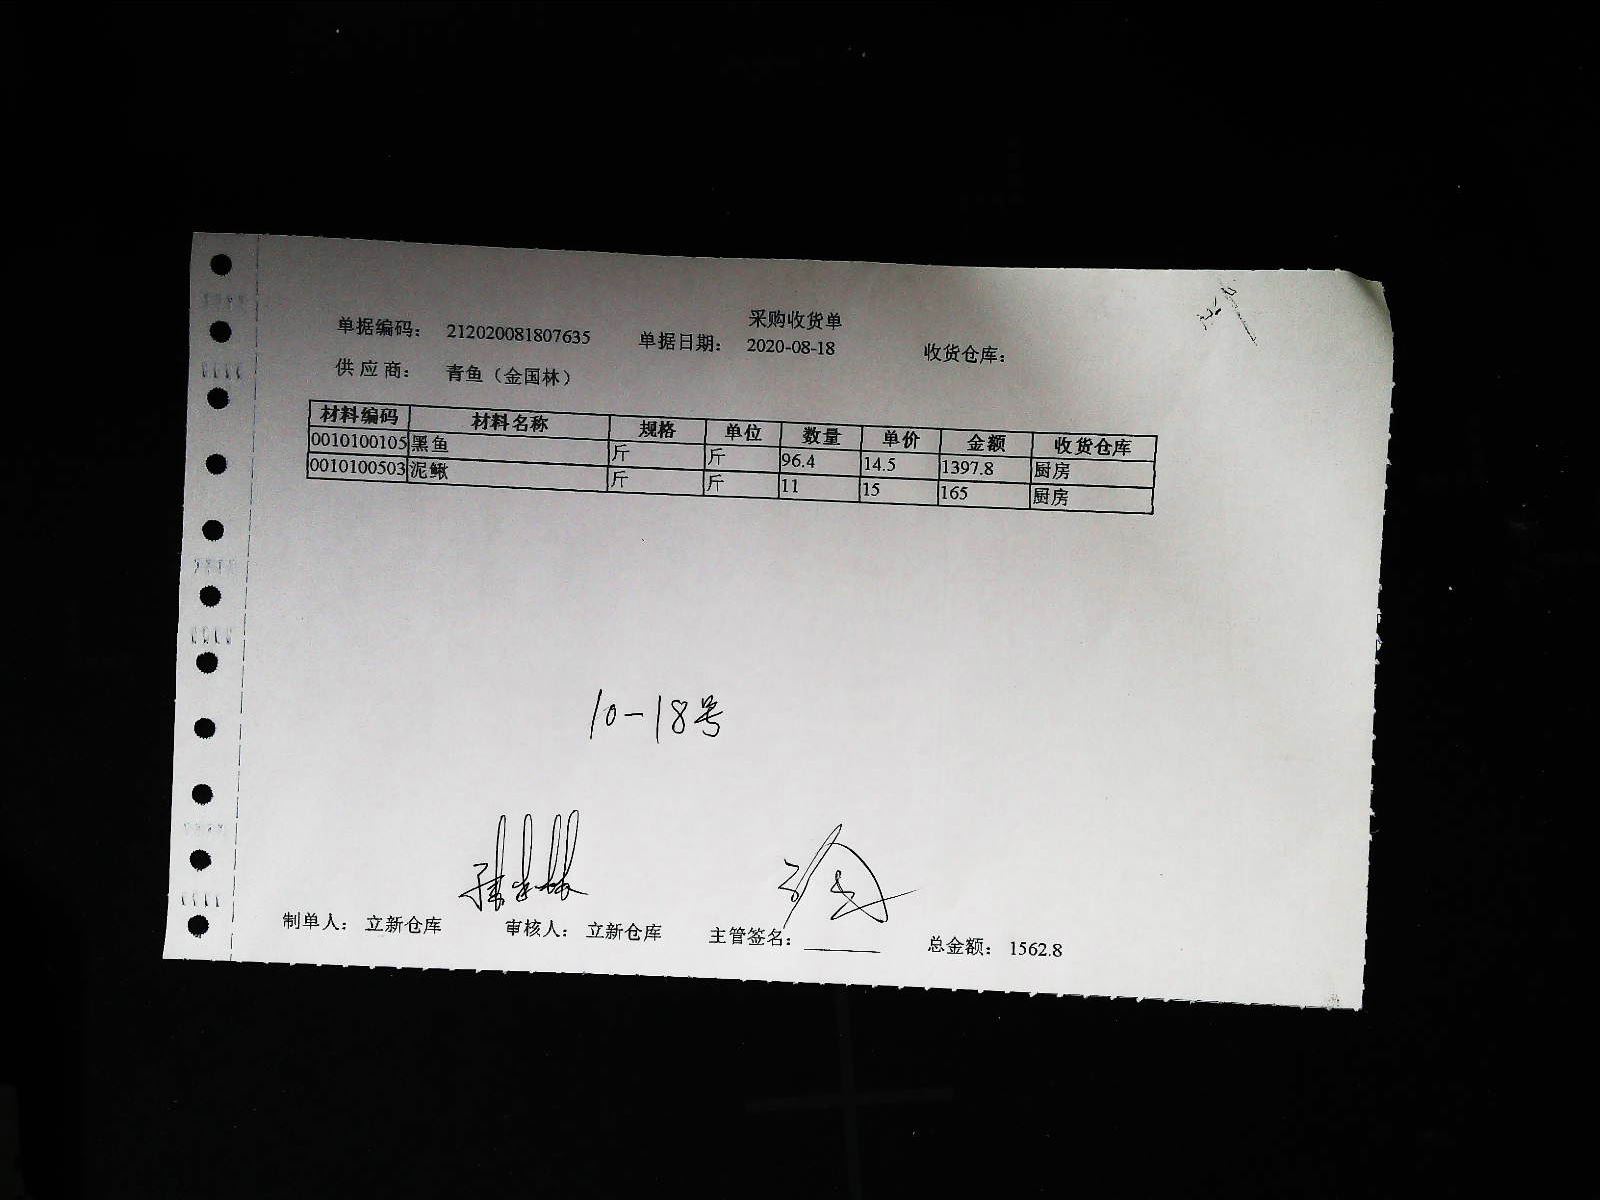 采购收货单
单据编码： 212020081807635 单据日期： 2020-08-18 收货仓库：
供 应 商： 青鱼（金国林）
材料编码 材料名称 规格 单位 数量 单价 金额 收货仓库
0010100105 黑鱼 斤 斤 96.4 14.5 1397.8 厨房
0010100503 泥鳅 斤 斤 11 15 165 厨房
10-18号
制单人： 立新仓库 审核人： 立新仓库 主管签名： 总金额： 1562.8